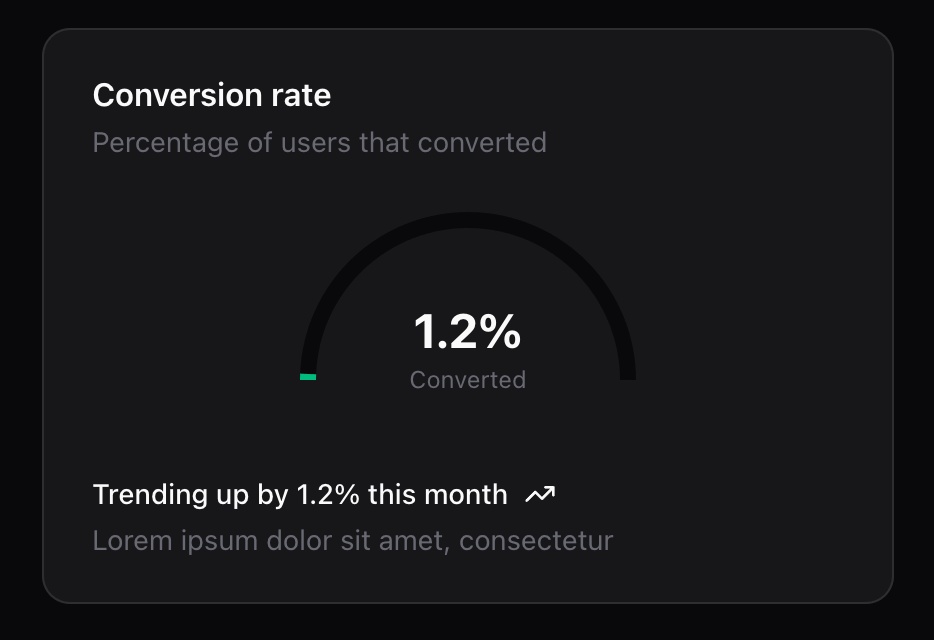 Conversion rate
Percentage of users that converted
1.2%
Converted
Trending up by 1.2% this month
Lorem ipsum dolor sit amet, consectetur